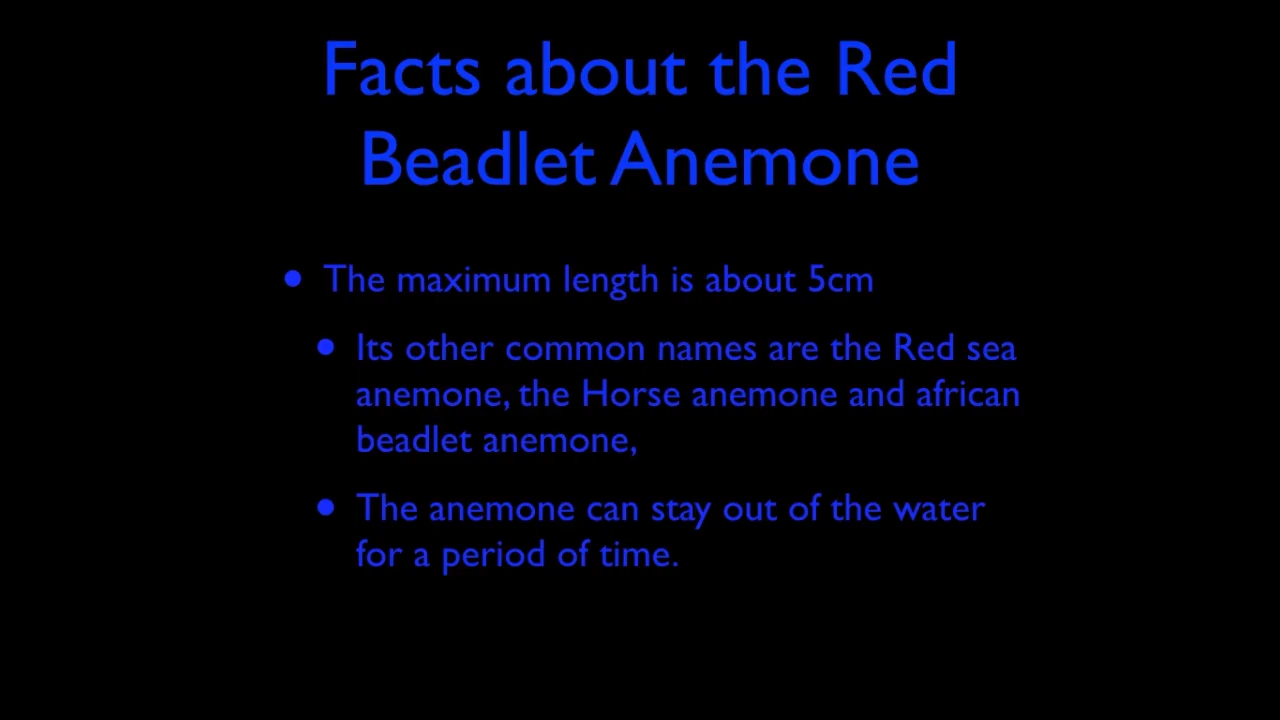 Facts about the Red
Beadlet Anemone
• The maximum length is about 5cm
• Its other common names are the Red sea
anemone, the Horse anemone and african
beadlet anemone,
• The anemone can stay out of the water
for a period of time.